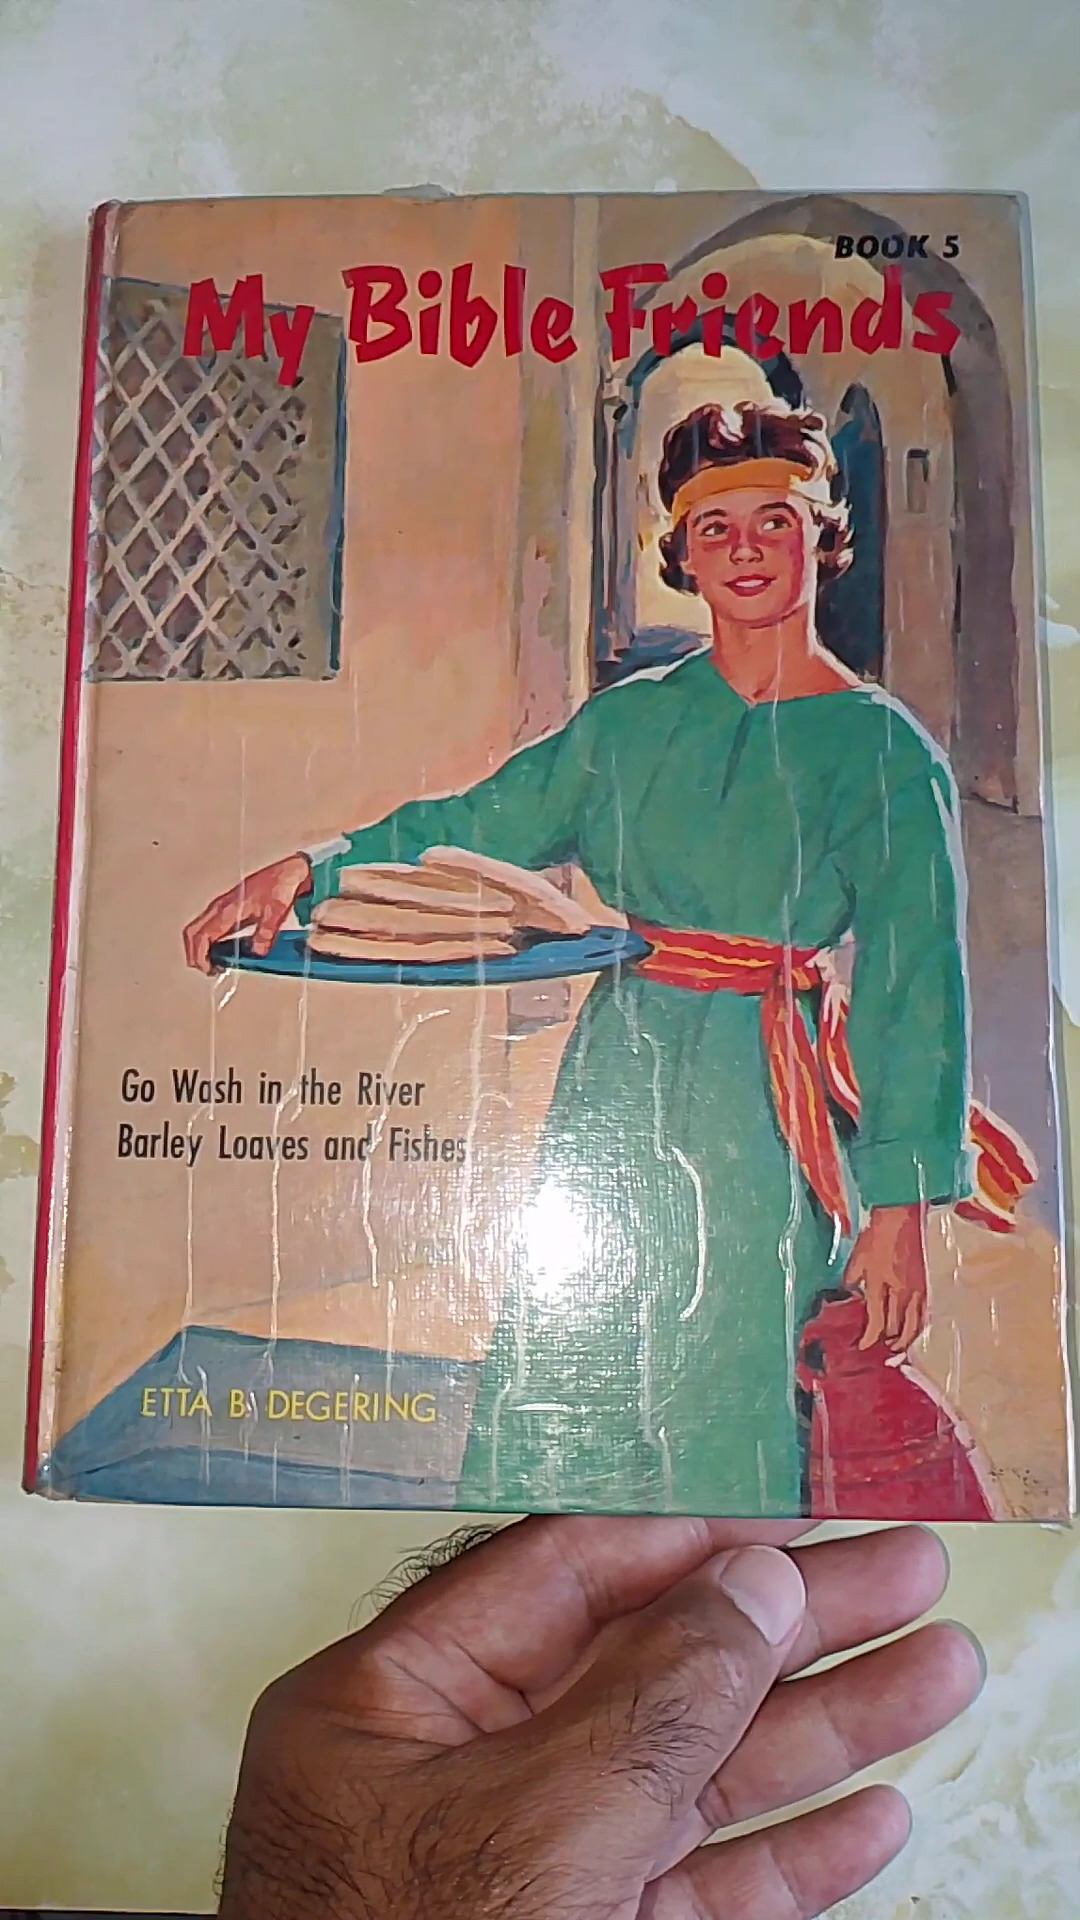 BOOK 5
My Bible Friends
Go Wash in the River
Barley Loaves and Fishes
ETTA B. DEGERING